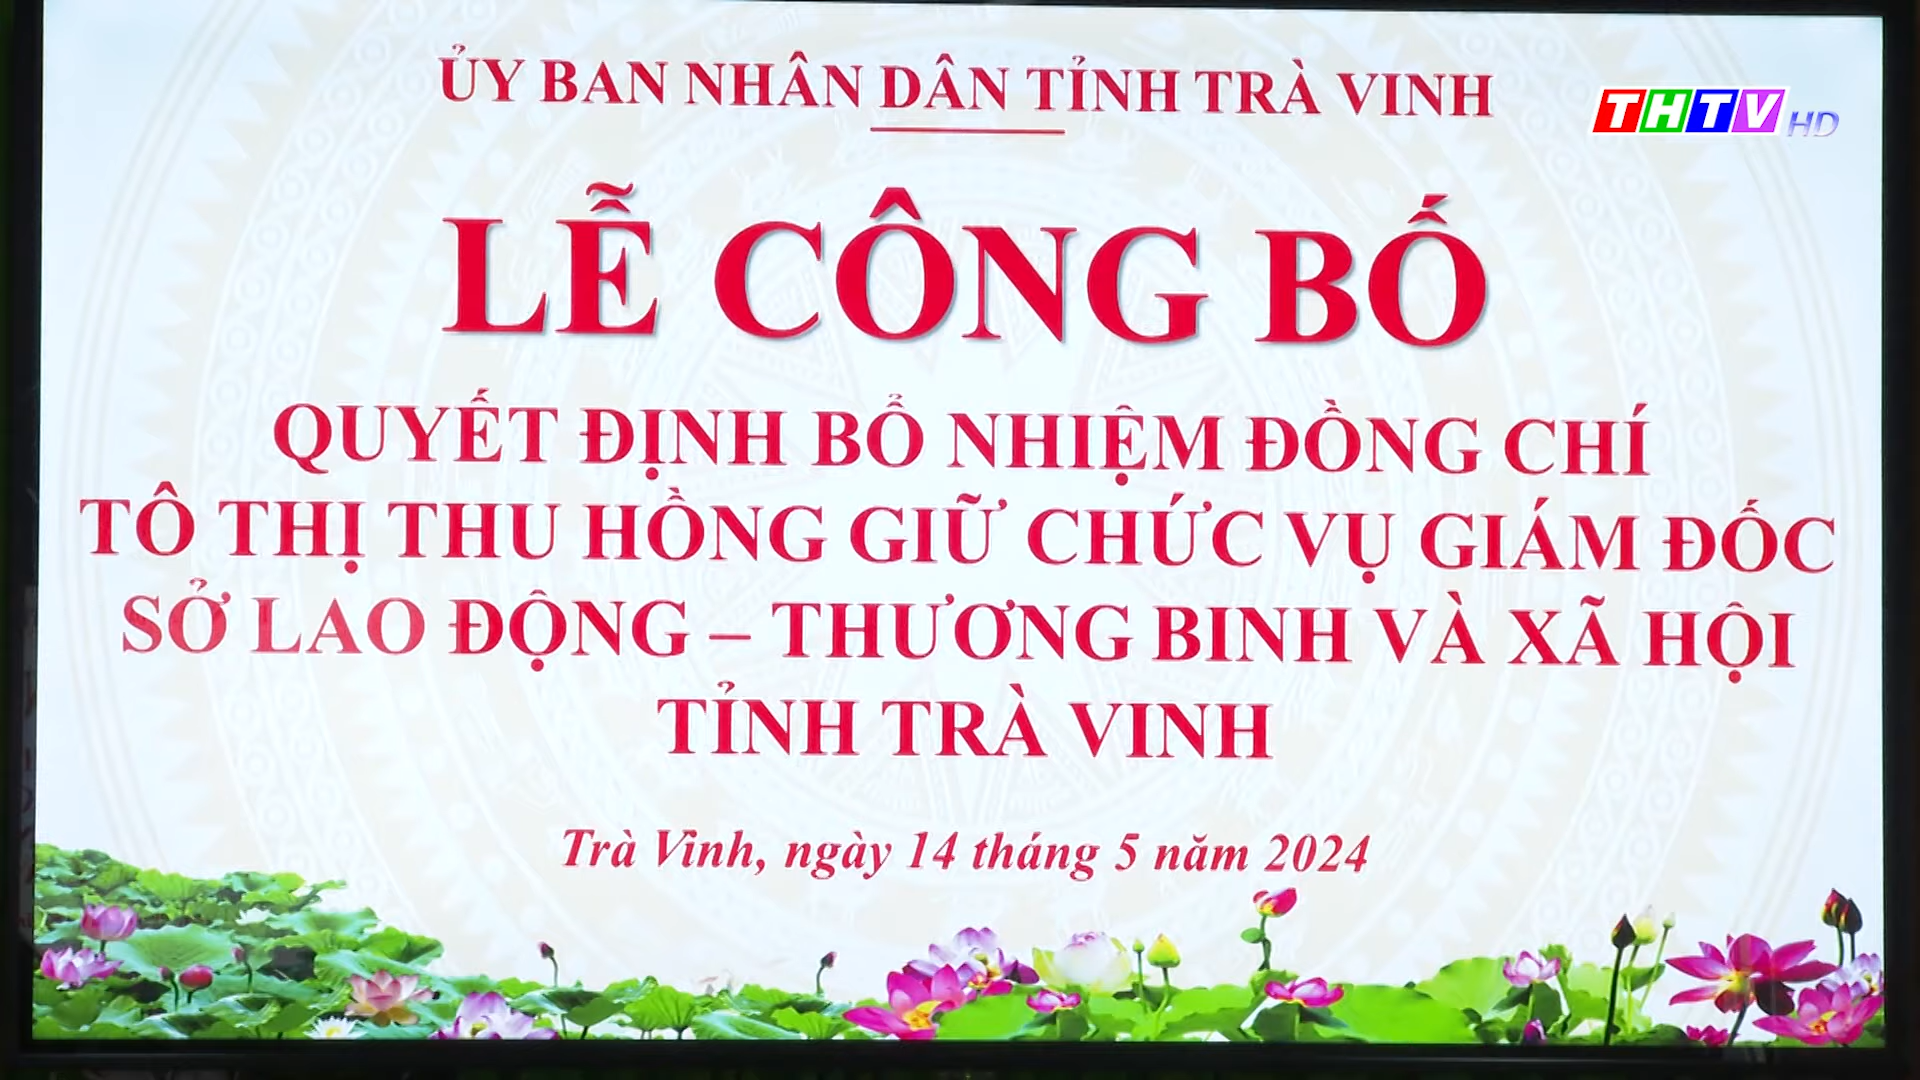 ỦY BAN NHÂN DÂN TỈNH TRÀ VINH
THTV HD
LỄ CÔNG BỐ
QUYẾT ĐỊNH BỔ NHIỆM ĐỒNG CHÍ
TÔ THỊ THU HỒNG GIỮ CHỨC VỤ GIÁM ĐỐC
SỞ LAO ĐỘNG – THƯƠNG BINH VÀ XÃ HỘI
TỈNH TRÀ VINH
Trà Vinh, ngày 14 tháng 5 năm 2024